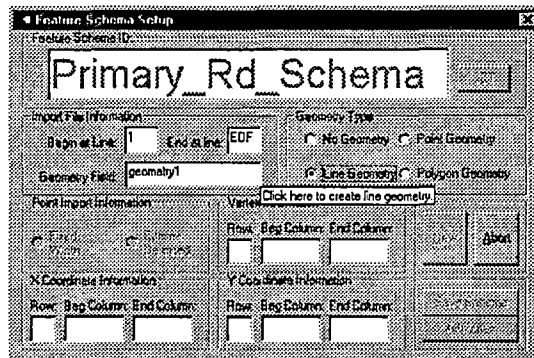 Feature Schema Setup
Feature Schema ID:
Primary_Rd_Schema
Import File Information
Begin at Line: 1 End at line: EOF
Geometry Field: geometry1
Geometry Type
No Geometry Point Geometry
Line Geometry Polygon Geometry
Click here to create line geometry.
Point Import Information
Vertex
Row: Beg Column: End Column:
Abort
X Coordinate Information
Row: Beg Column: End Column:
Y Coordinate Information
Row: Beg Column: End Column: